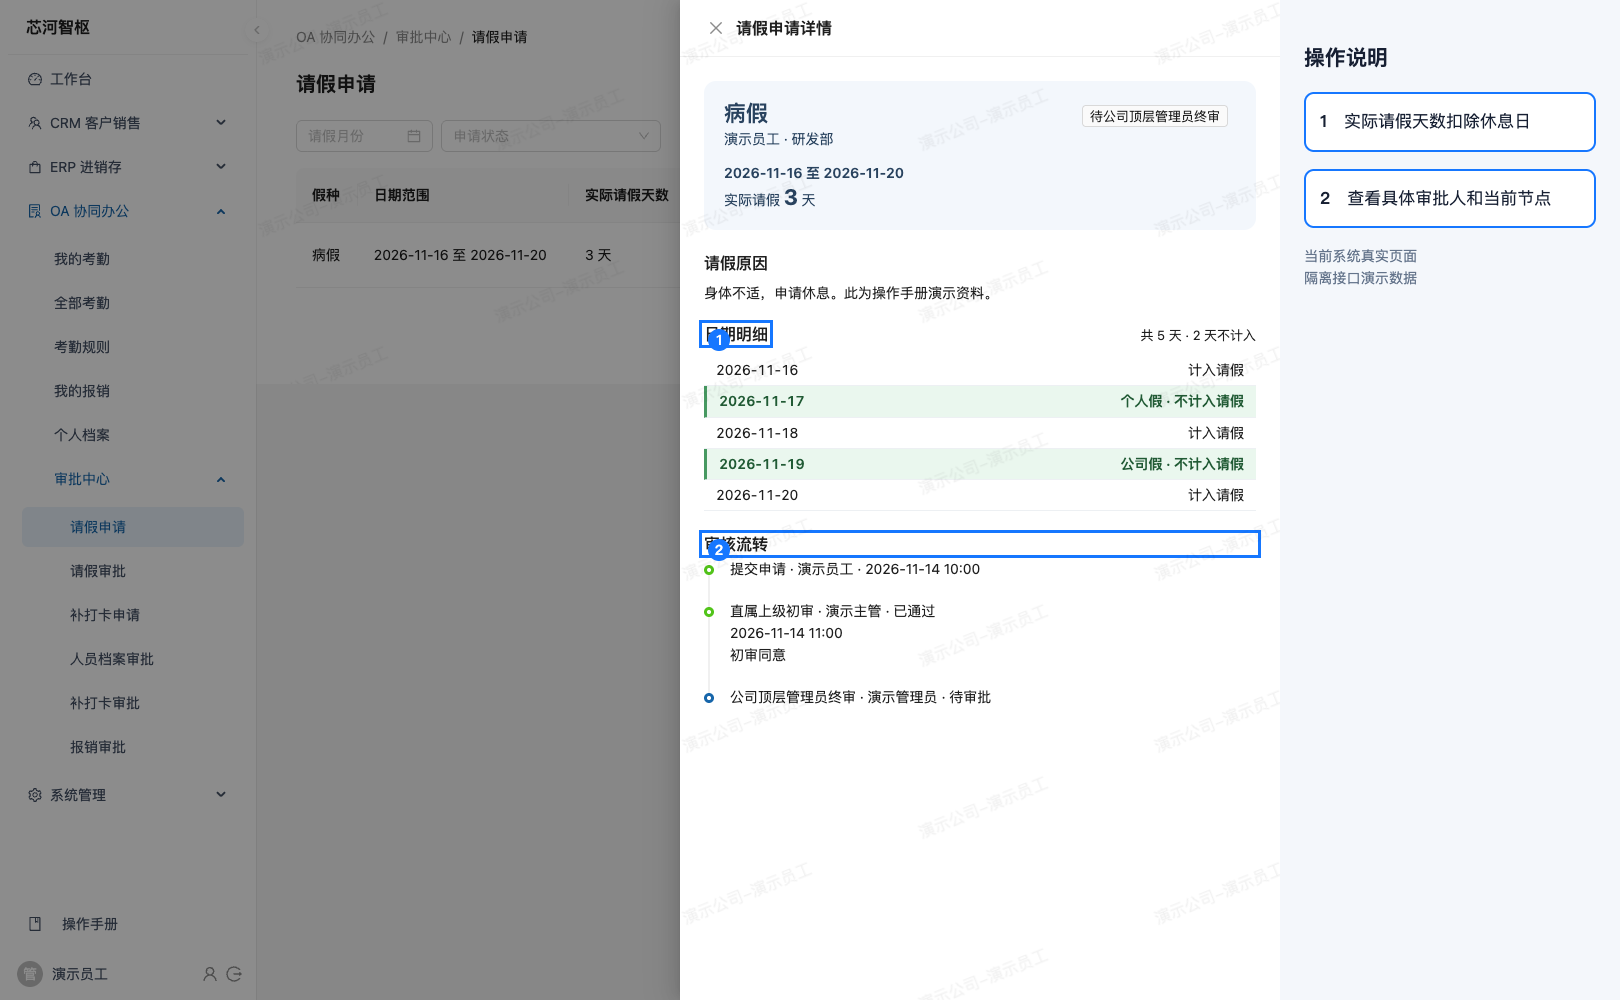 芯河智枢
工作台
CRM 客户销售
ERP 进销存
OA 协同办公
我的考勤
全部考勤
考勤规则
我的报销
个人档案
审批中心
请假申请
请假审批
补打卡申请
人员档案审批
补打卡审批
报销审批
系统管理
操作手册
管 演示员工
OA 协同办公 / 审批中心 / 请假申请
请假申请
请假月份 申请状态
假种 日期范围 实际请假天数
病假 2026-11-16 至 2026-11-20 3 天
请假申请详情
病假 待公司顶层管理员终审
演示员工 · 研发部
2026-11-16 至 2026-11-20
实际请假 3 天
请假原因
身体不适，申请休息。此为操作手册演示资料。
日期明细 共 5 天 · 2 天不计入
1
2026-11-16 计入请假
2026-11-17 个人假 · 不计入请假
2026-11-18 计入请假
2026-11-19 公司假 · 不计入请假
2026-11-20 计入请假
审核流转
2
提交申请 · 演示员工 · 2026-11-14 10:00
直属上级初审 · 演示主管 · 已通过
2026-11-14 11:00
初审同意
公司顶层管理员终审 · 演示管理员 · 待审批
操作说明
1 实际请假天数扣除休息日
2 查看具体审批人和当前节点
当前系统真实页面
隔离接口演示数据
演示公司–演示员工